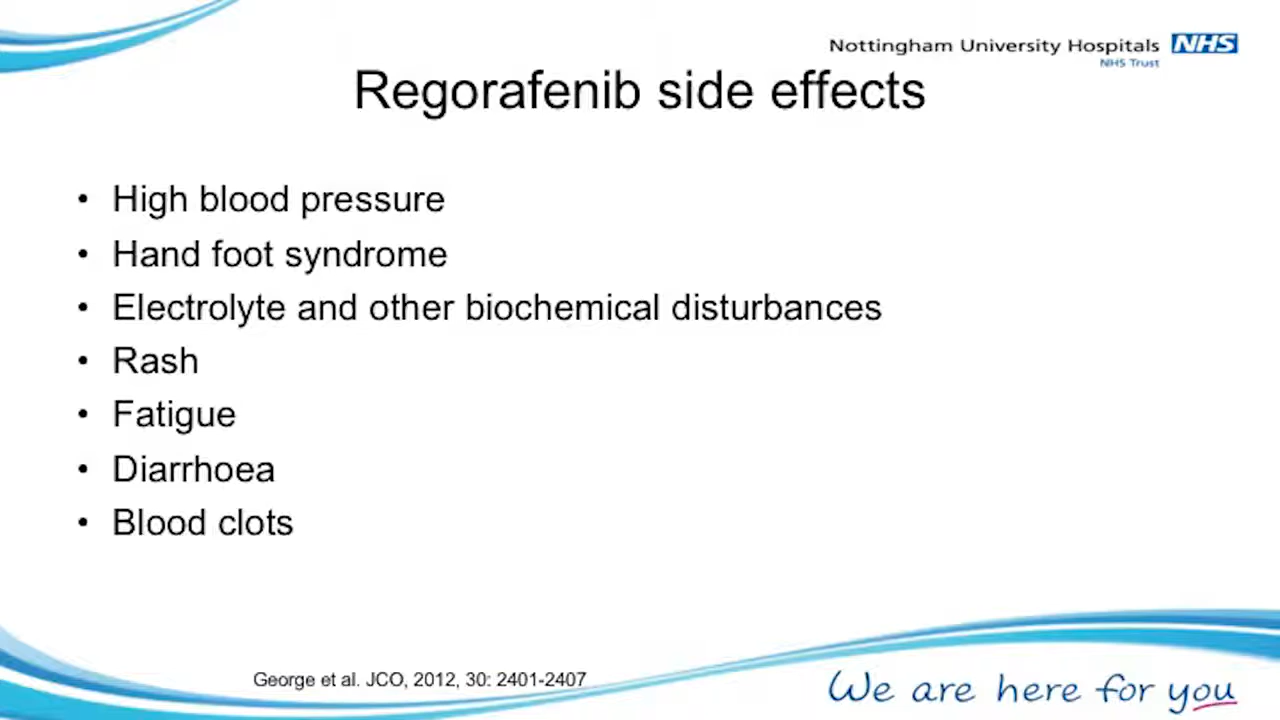 Nottingham University Hospitals NHS
NHS Trust
Regorafenib side effects
• High blood pressure
• Hand foot syndrome
• Electrolyte and other biochemical disturbances
• Rash
• Fatigue
• Diarrhoea
• Blood clots
George et al. JCO, 2012, 30: 2401-2407
We are here for you